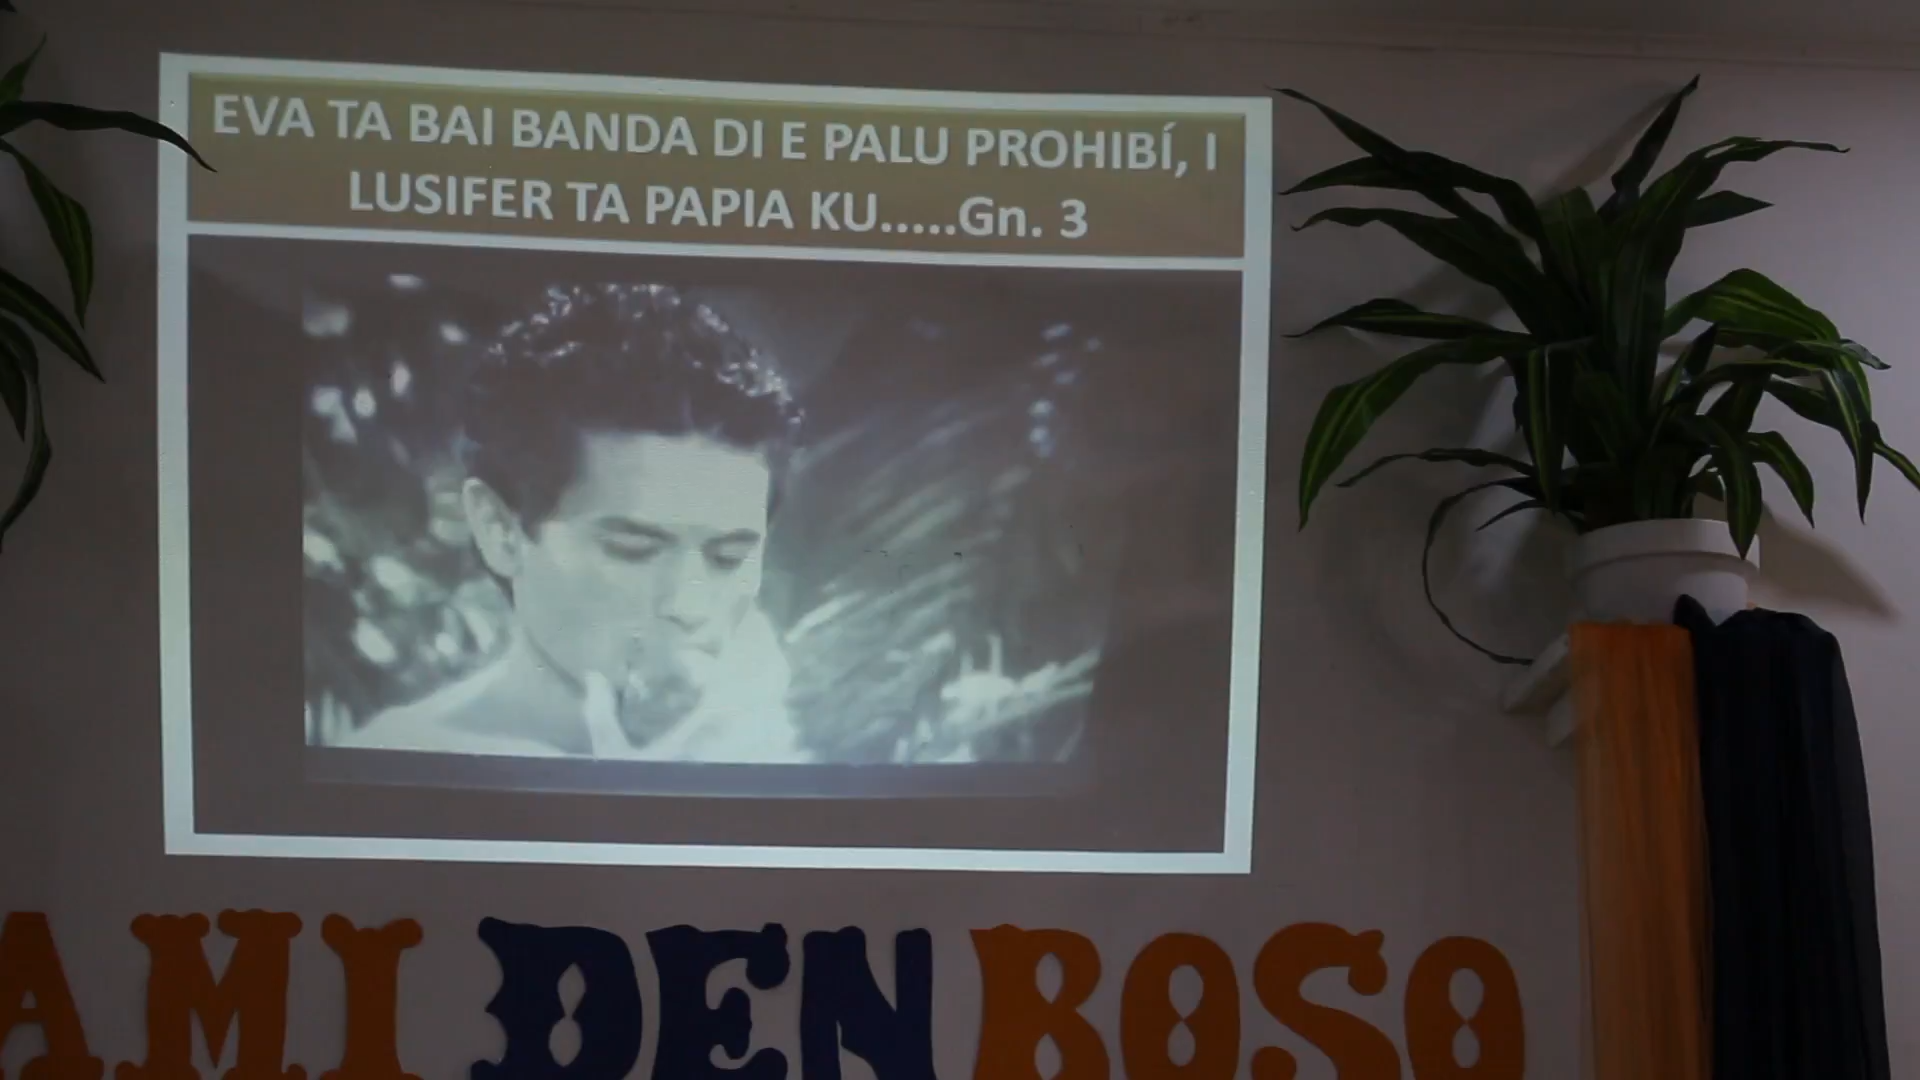 EVA TA BAI BANDA DI E PALU PROHIBÍ, I
LUSIFER TA PAPIA KU.....Gn. 3
AMI DEN BOSO